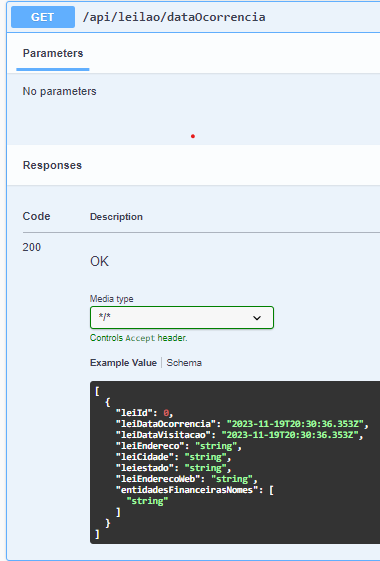 GET /api/leilao/dataOcorrencia
Parameters
No parameters
Responses
Code Description
200
OK
Media type
*/*
Controls Accept header.
Example Value | Schema
[
  {
    "leiId": 0,
    "leiDataOcorrencia": "2023-11-19T20:30:36.353Z",
    "leiDataVisitacao": "2023-11-19T20:30:36.353Z",
    "leiEndereco": "string",
    "leiCidade": "string",
    "leiestado": "string",
    "leiEnderecoWeb": "string",
    "entidadesFinanceirasNomes": [
      "string"
    ]
  }
]